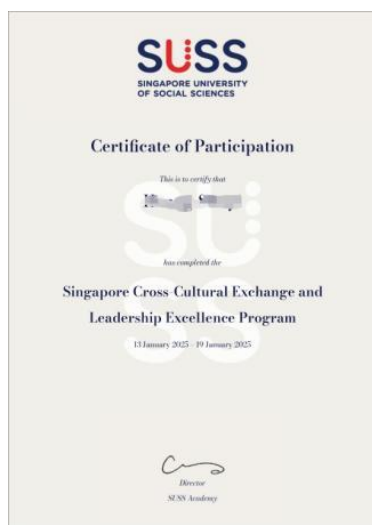 SUSS
SINGAPORE UNIVERSITY
OF SOCIAL SCIENCES
Certificate of Participation
This is to certify that
has completed the
Singapore Cross-Cultural Exchange and
Leadership Excellence Program
13 January 2025 - 19 January 2025
Director
SUSS Academy